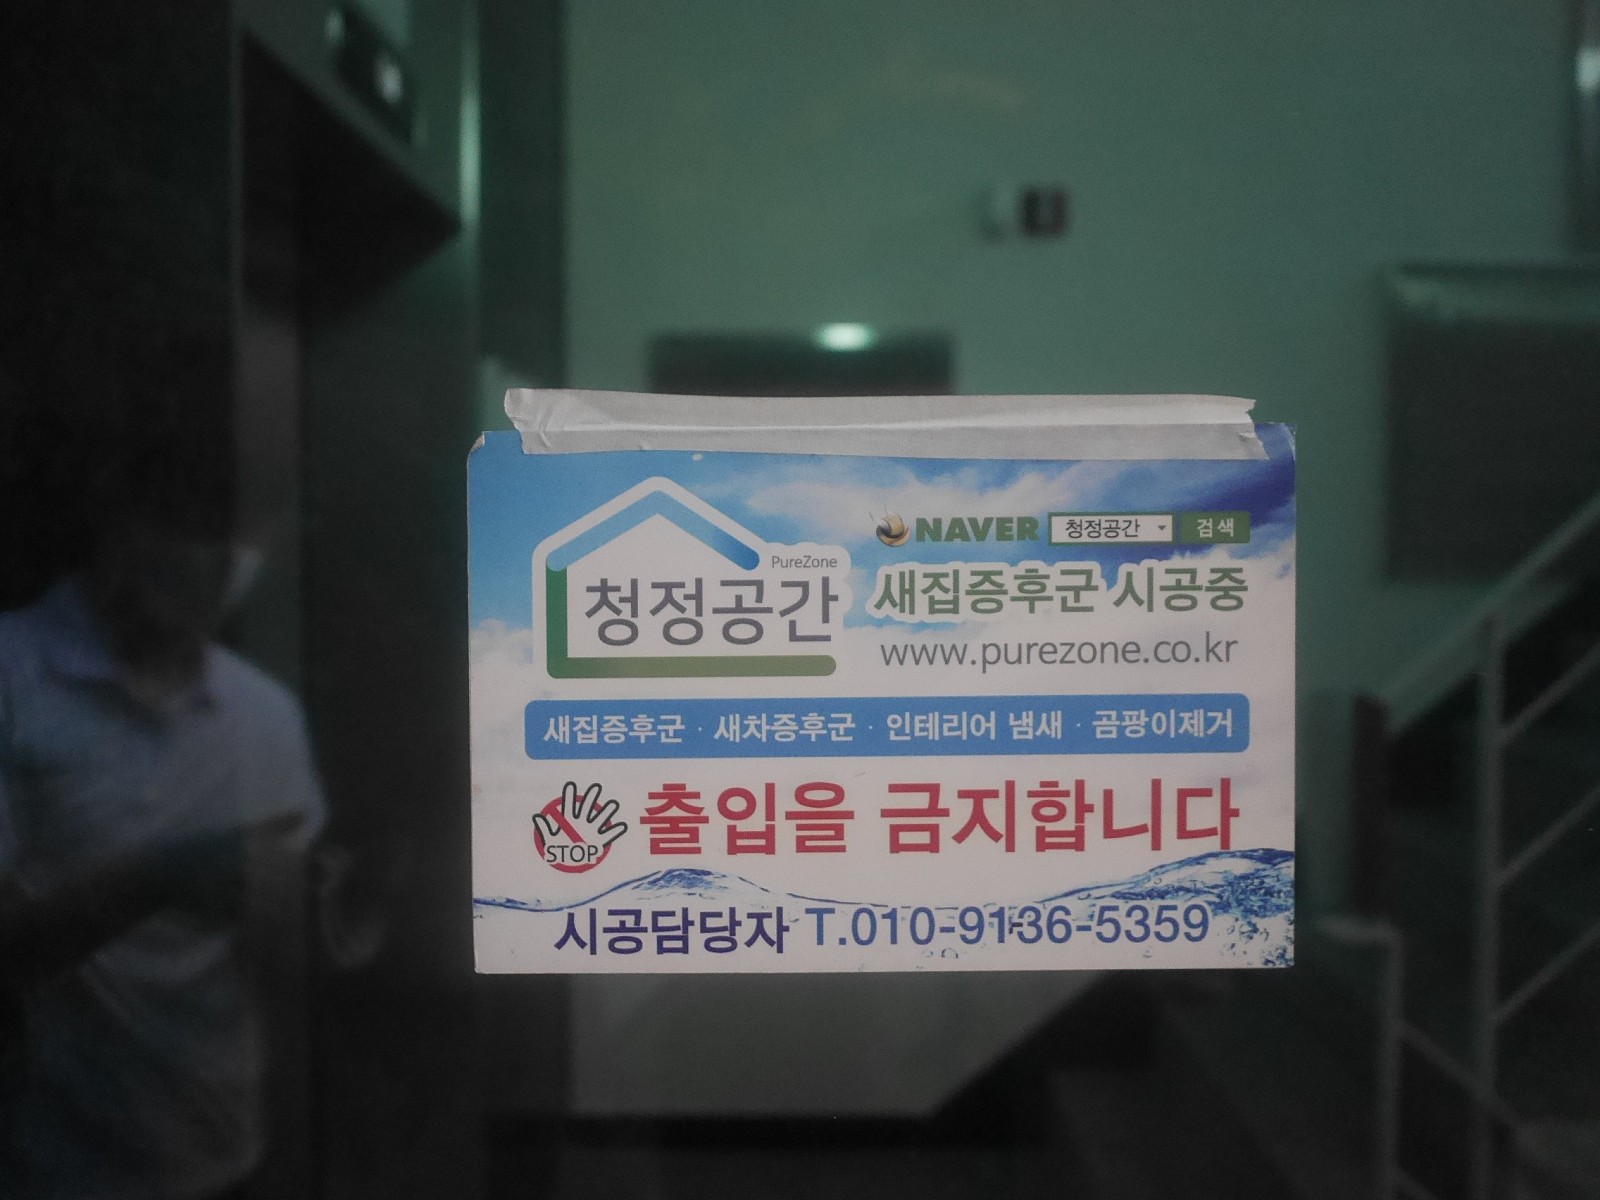 PureZone
청정공간
NAVER 청정공간 검색
새집증후군 시공중
www.purezone.co.kr
새집증후군 · 새차증후군 · 인테리어 냄새 · 곰팡이제거
STOP
출입을 금지합니다
시공담당자 T.010-9136-5359